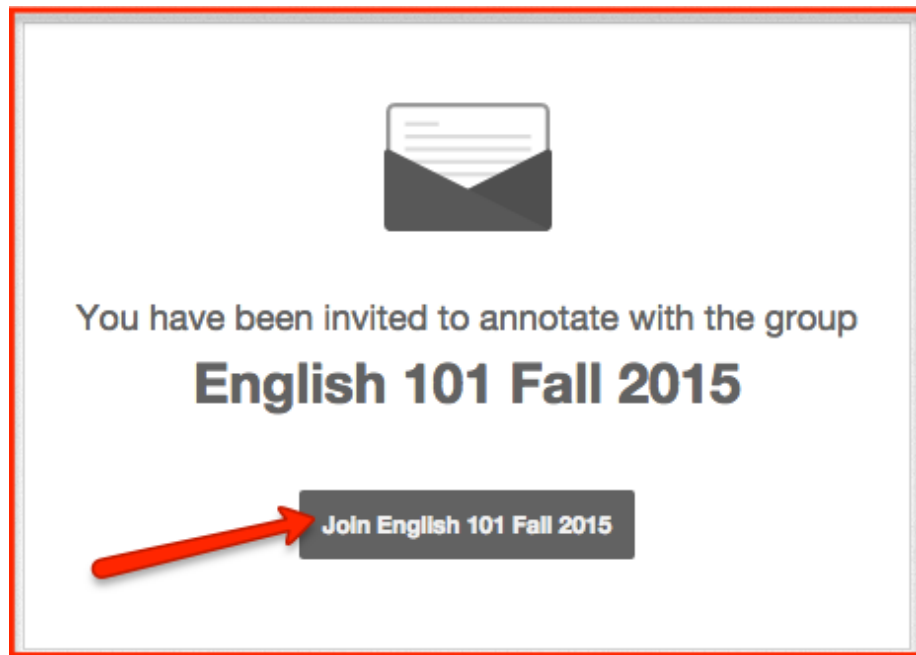 You have been invited to annotate with the group
English 101 Fall 2015
Join English 101 Fall 2015